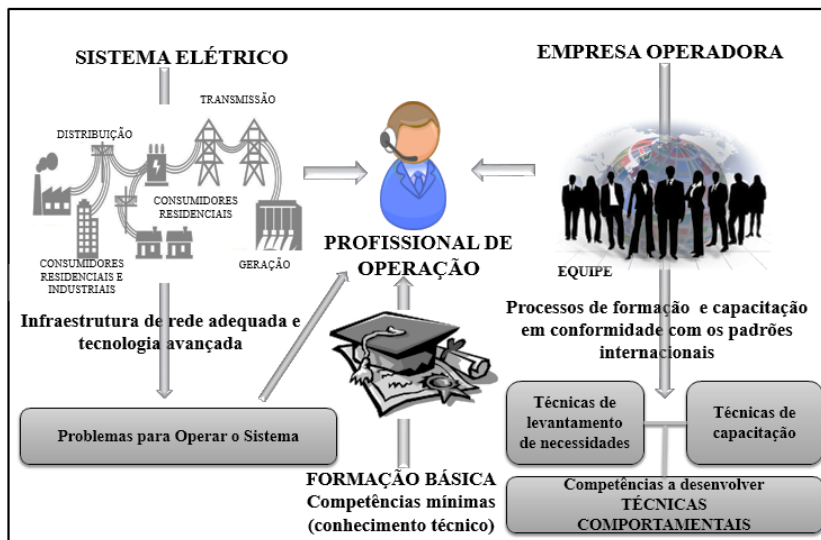 SISTEMA ELÉTRICO
TRANSMISSÃO
DISTRIBUIÇÃO
CONSUMIDORES
RESIDENCIAIS
CONSUMIDORES
RESIDENCIAIS E
INDUSTRIAIS
GERAÇÃO
Infraestrutura de rede adequada e
tecnologia avançada
Problemas para Operar o Sistema
PROFISSIONAL DE
OPERAÇÃO
FORMAÇÃO BÁSICA
Competências mínimas
(conhecimento técnico)
EMPRESA OPERADORA
EQUIPE
Processos de formação e capacitação
em conformidade com os padrões
internacionais
Técnicas de
levantamento
de necessidades
Técnicas de
capacitação
Competências a desenvolver
TÉCNICAS
COMPORTAMENTAIS